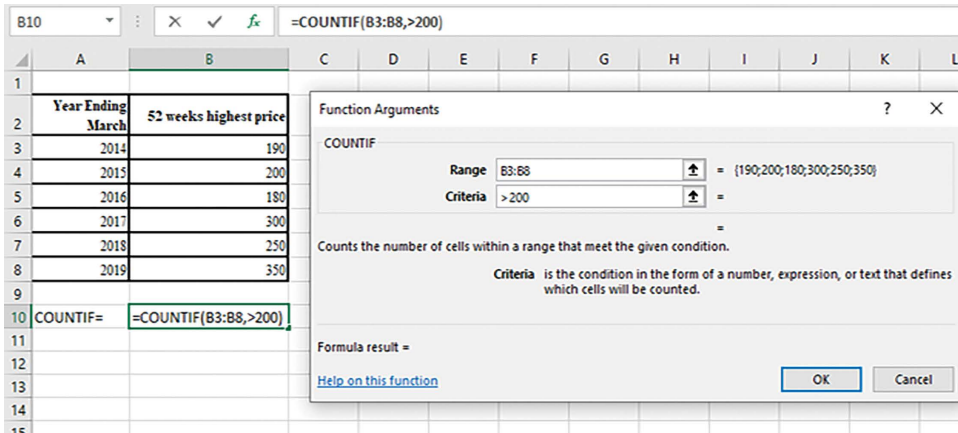 B10 fx =COUNTIF(B3:B8,>200)
A B C D E F G H I J K L
1
2 Year Ending March 52 weeks highest price
3 2014 190
4 2015 200
5 2016 180
6 2017 300
7 2018 250
8 2019 350
9
10 COUNTIF= =COUNTIF(B3:B8,>200)
11
12
13
14
15
Function Arguments ? X
COUNTIF
Range B3:B8 = {190;200;180;300;250;350}
Criteria >200 =
=
Counts the number of cells within a range that meet the given condition.
Criteria is the condition in the form of a number, expression, or text that defines
which cells will be counted.
Formula result =
Help on this function OK Cancel